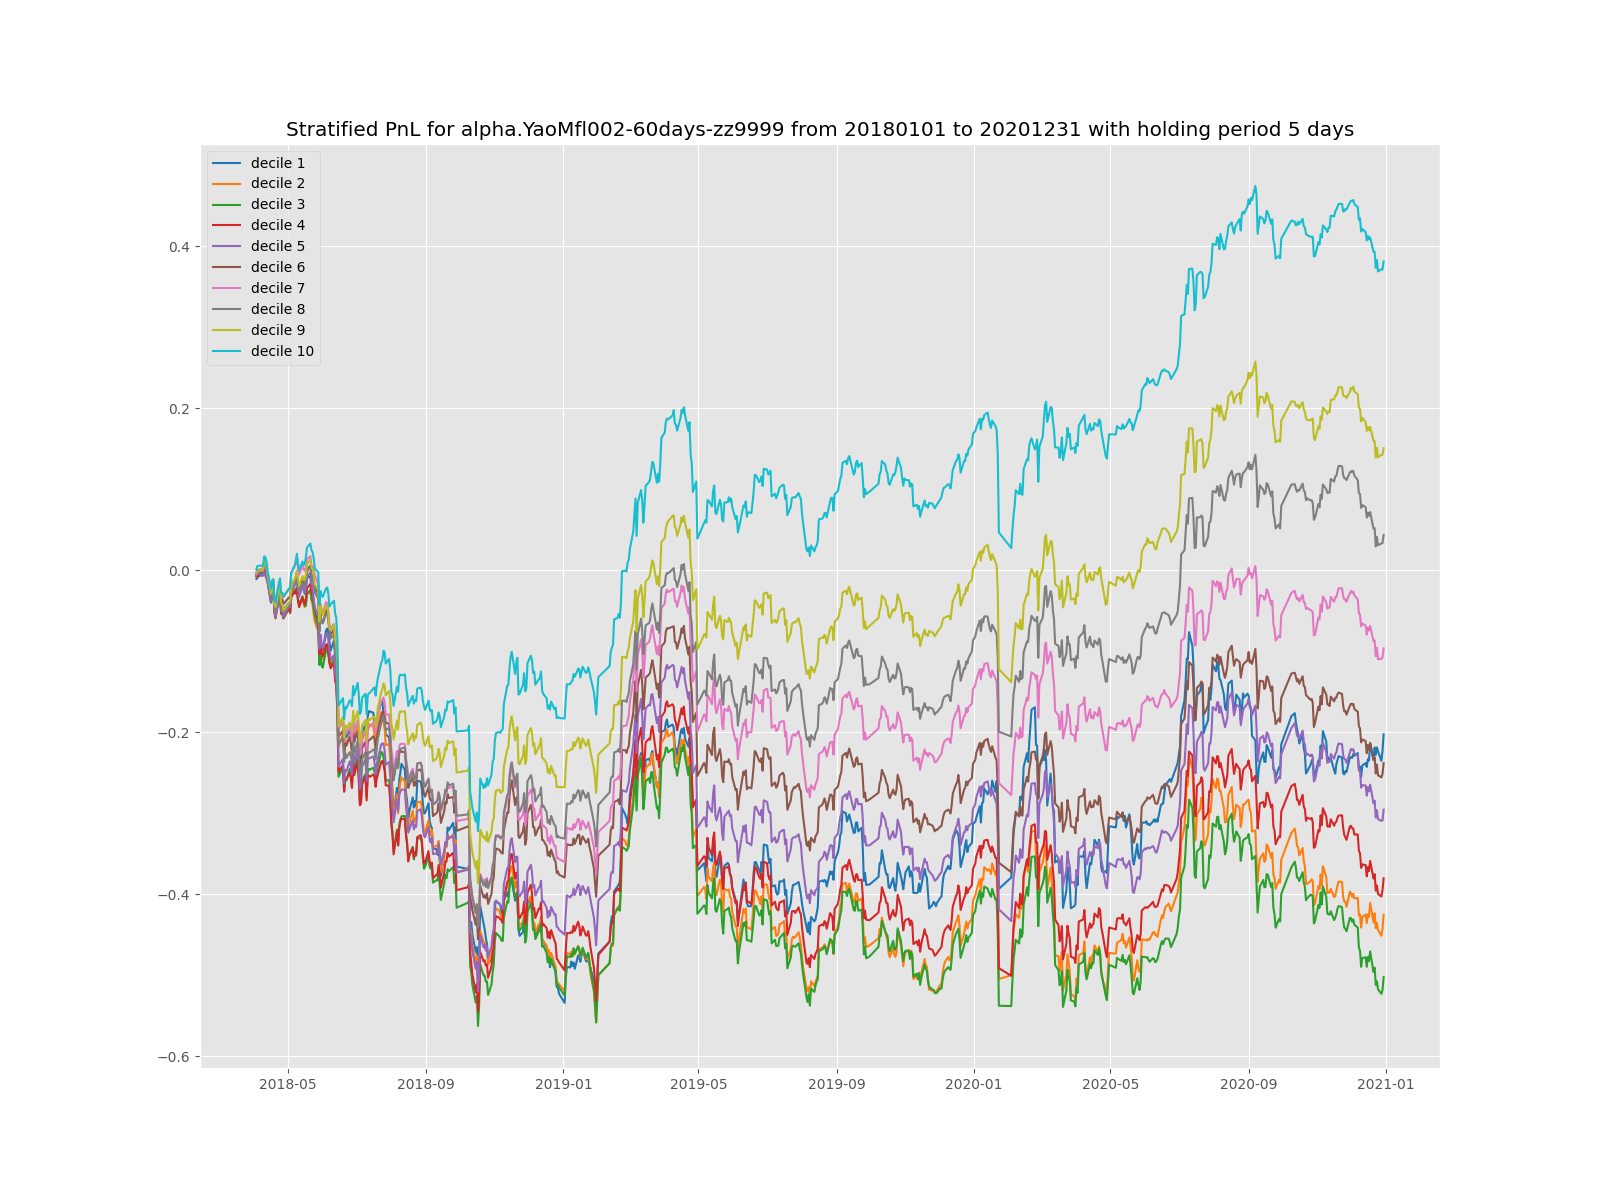 Stratified PnL for alpha.YaoMfl002-60days-zz9999 from 20180101 to 20201231 with holding period 5 days
decile 1
decile 2
decile 3
decile 4
decile 5
decile 6
decile 7
decile 8
decile 9
decile 10
0.4
0.2
0.0
−0.2
−0.4
−0.6
2018-05 2018-09 2019-01 2019-05 2019-09 2020-01 2020-05 2020-09 2021-01